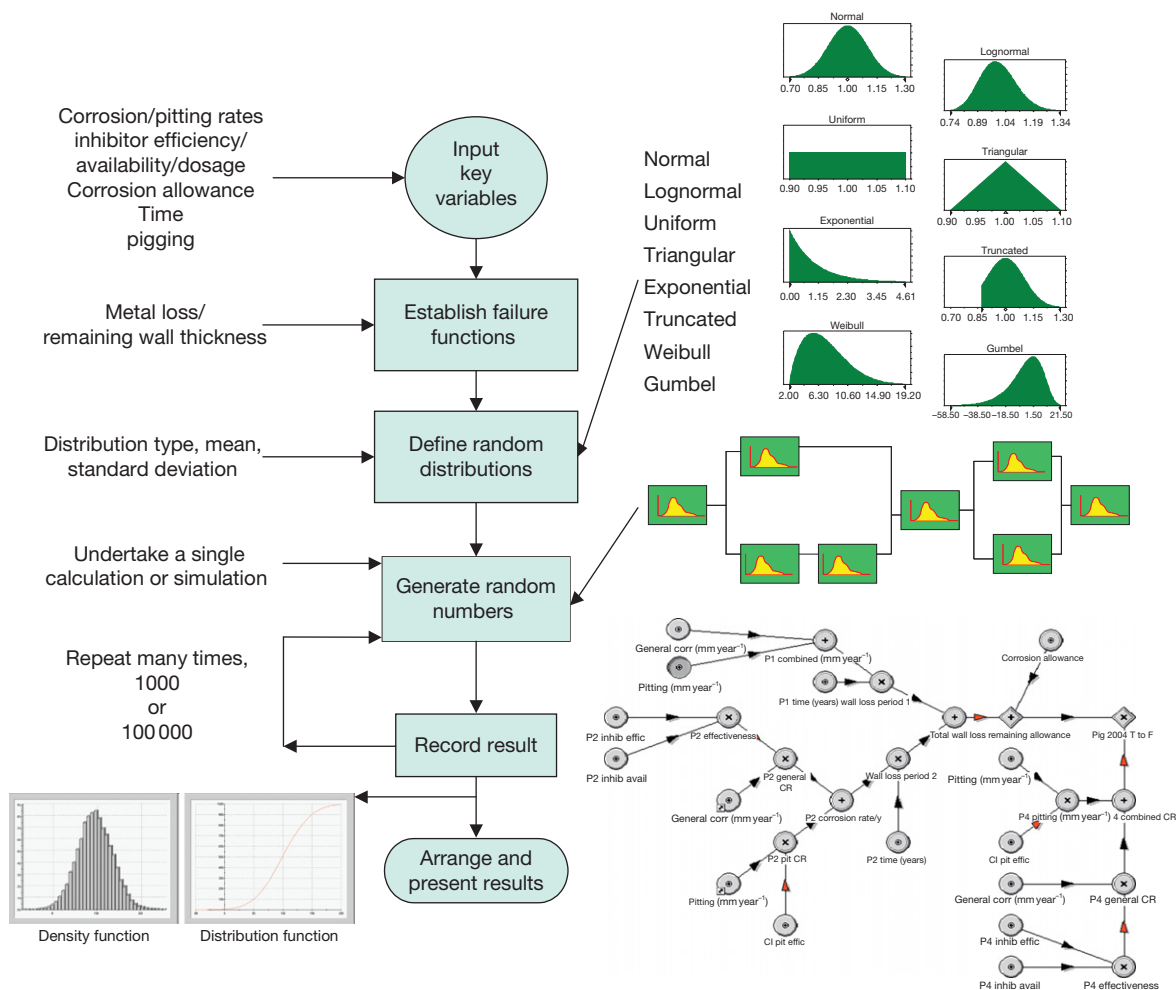 Corrosion/pitting rates
inhibitor efficiency/
availability/dosage
Corrosion allowance
Time
pigging
Input
key
variables
Metal loss/
remaining wall thickness
Establish failure
functions
Distribution type, mean,
standard deviation
Define random
distributions
Undertake a single
calculation or simulation
Generate random
numbers
Repeat many times,
1000
or
100 000
Record result
Arrange and
present results
Density function
Distribution function
Normal
Lognormal
Uniform
Triangular
Exponential
Truncated
Weibull
Gumbel
Normal
0.70 0.85 1.00 1.15 1.30
Lognormal
0.74 0.89 1.04 1.19 1.34
Uniform
0.90 0.95 1.00 1.05 1.10
Triangular
0.90 0.95 1.00 1.05 1.10
Exponential
0.00 1.15 2.30 3.45 4.61
Truncated
0.70 0.85 1.00 1.15 1.30
Weibull
2.00 6.30 10.60 14.90 19.20
Gumbel
−58.50 −38.50 −18.50 1.50 21.50
General corr (mm year⁻¹)
Pitting (mm year⁻¹)
P1 combined (mm year⁻¹)
P1 time (years) wall loss period 1
Corrosion allowance
P2 inhib effic
P2 effectiveness
P2 inhib avail
Total wall loss remaining allowance
Pig 2004 T to F
P2 general
CR
Wall loss period 2
Pitting (mm year⁻¹)
General corr (mm year⁻¹)
P2 corrosion rate/y
P4 pitting (mm year⁻¹) 4 combined CR
P2 pit CR
P2 time (years)
CI pit effic
Pitting (mm year⁻¹)
General corr (mm year⁻¹)
P4 general CR
CI pit effic
P4 inhib effic
P4 inhib avail
P4 effectiveness